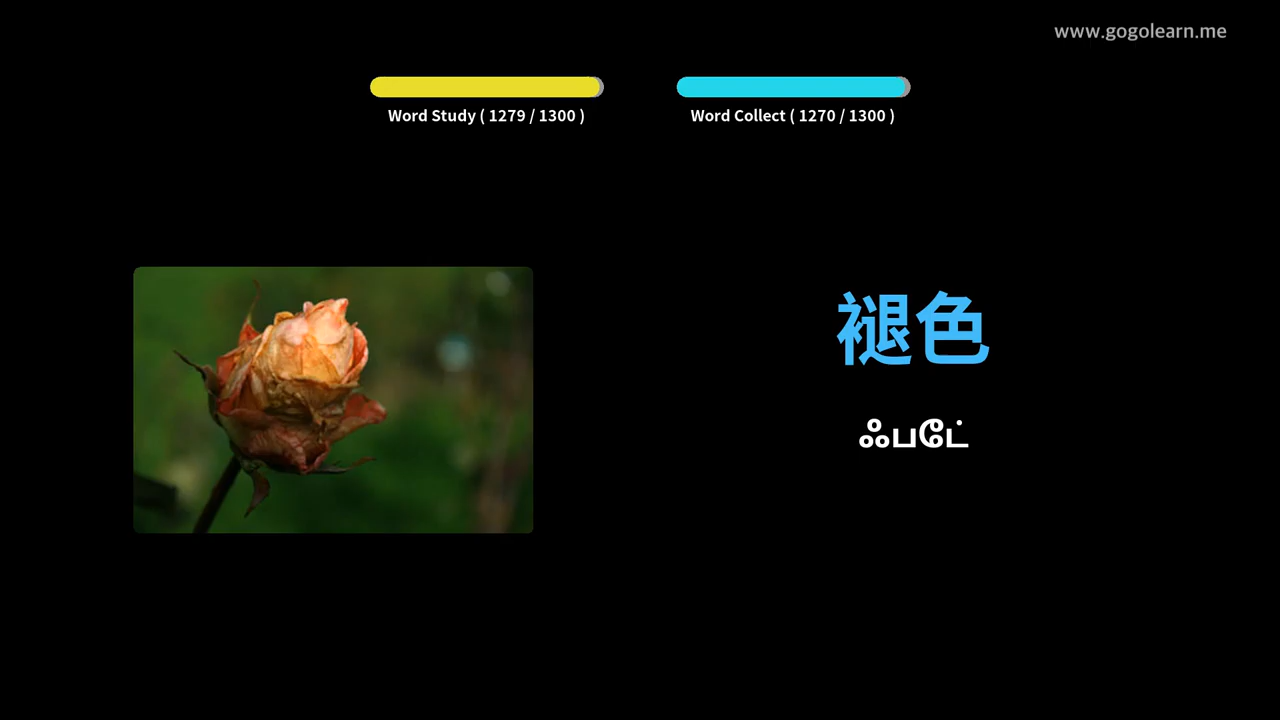 www.gogolearn.me
Word Study ( 1279 / 1300 )
Word Collect ( 1270 / 1300 )
褪色
ஃபேட்